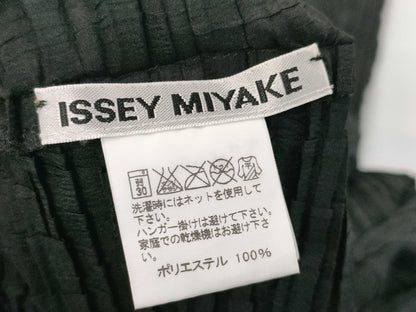 ISSEY MIYAKE
弱
30
洗濯時にはネットを使用して
下さい。
ハンガー掛けは避けて下さい。
家庭での乾燥機はお避け下
さい。
ポリエステル 100%